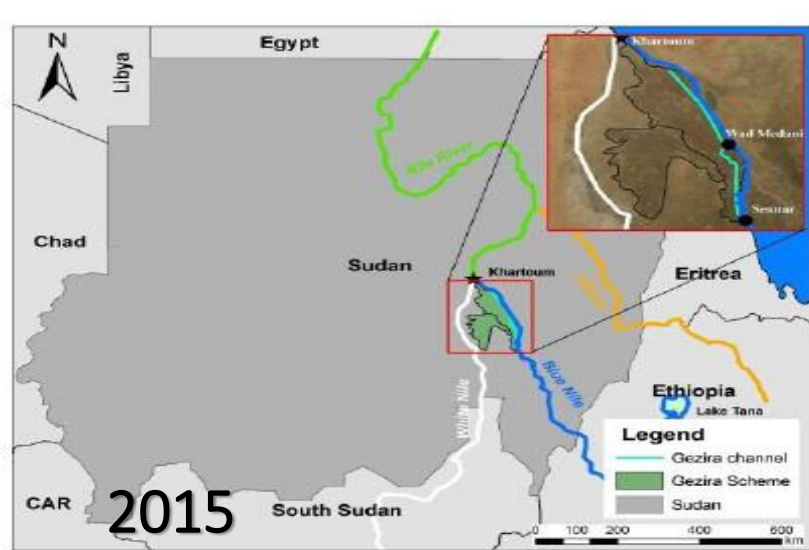 N
Libya
Egypt
Khartoum
Wad Medani
Sennar
Nile River
Chad
Sudan
Khartoum
Eritrea
White Nile
Blue Nile
Ethiopia
Lake Tana
Legend
Gezira channel
Gezira Scheme
Sudan
CAR
2015
South Sudan
0 100 200 400 600
km